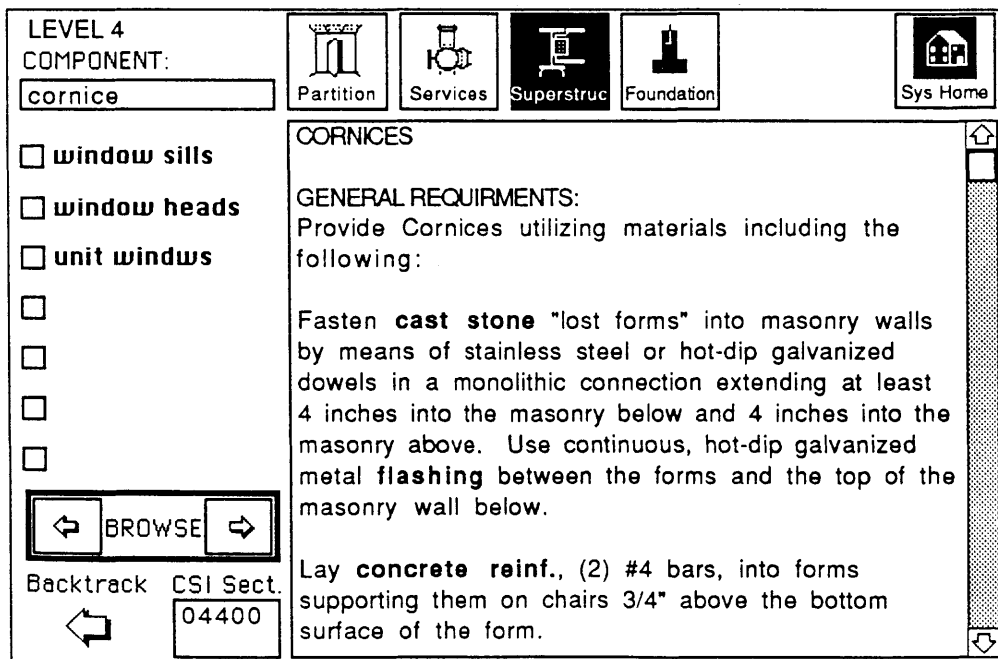 LEVEL 4
COMPONENT:
cornice
Partition
Services
Superstruc
Foundation
Sys Home
window sills
window heads
unit windws
BROWSE
Backtrack
CSI Sect.
04400
CORNICES
GENERAL REQUIRMENTS:
Provide Cornices utilizing materials including the
following:
Fasten cast stone "lost forms" into masonry walls
by means of stainless steel or hot-dip galvanized
dowels in a monolithic connection extending at least
4 inches into the masonry below and 4 inches into the
masonry above. Use continuous, hot-dip galvanized
metal flashing between the forms and the top of the
masonry wall below.
Lay concrete reinf., (2) #4 bars, into forms
supporting them on chairs 3/4" above the bottom
surface of the form.